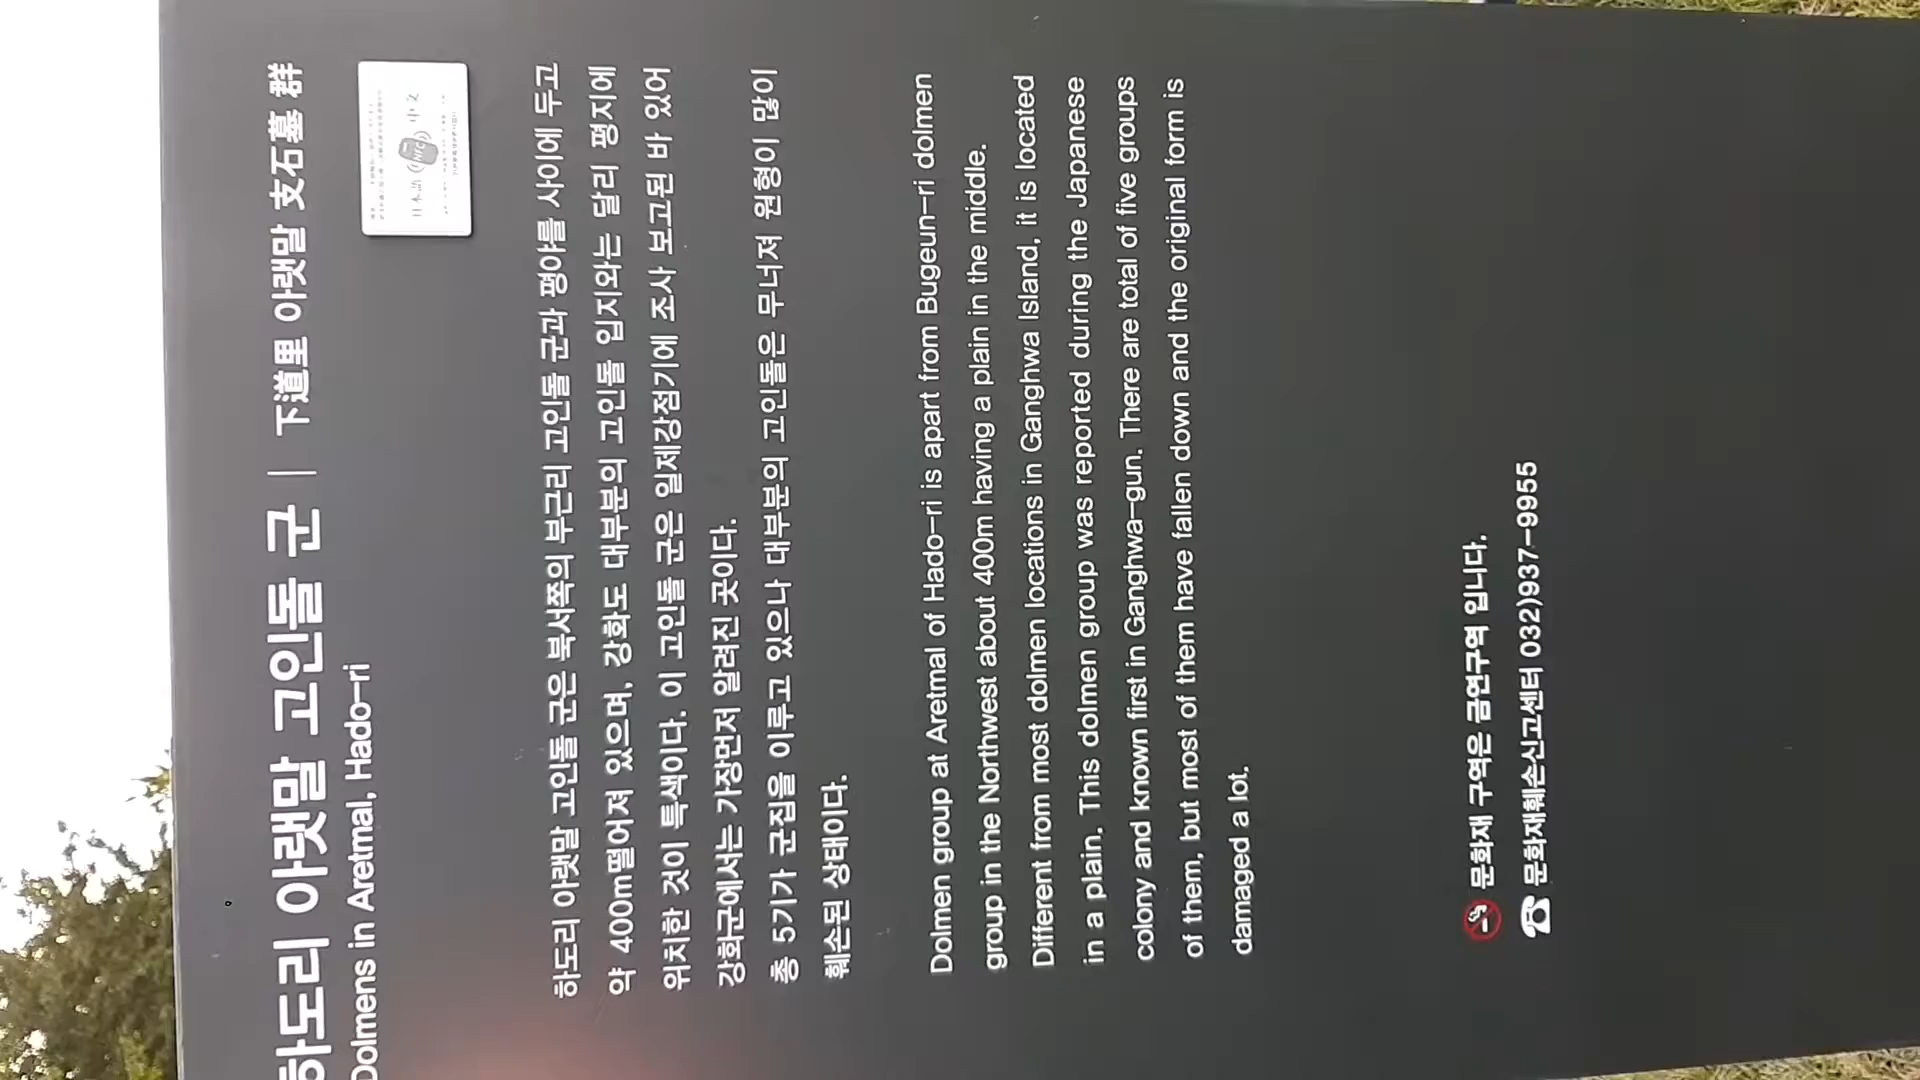 하도리 아랫말 고인돌 군 | 下道里 아랫말 支石墓 群
Dolmens in Aretmal, Hado-ri
日本語 NFC 中文
하도리 아랫말 고인돌 군은 북서쪽의 부근리 고인돌 군과 평야를 사이에 두고
약 400m떨어져 있으며, 강화도 대부분의 고인돌 입지와는 달리 평지에
위치한 것이 특색이다. 이 고인돌 군은 일제강점기에 조사 보고된 바 있어
강화군에서는 가장먼저 알려진 곳이다.
총 5기가 군집을 이루고 있으나 대부분의 고인돌은 무너져 원형이 많이
훼손된 상태이다.
Dolmen group at Aretmal of Hado-ri is apart from Bugeun-ri dolmen
group in the Northwest about 400m having a plain in the middle.
Different from most dolmen locations in Ganghwa Island, it is located
in a plain. This dolmen group was reported during the Japanese
colony and known first in Ganghwa-gun. There are total of five groups
of them, but most of them have fallen down and the original form is
damaged a lot.
문화재 구역은 금연구역 입니다.
문화재훼손신고센터 032)937-9955